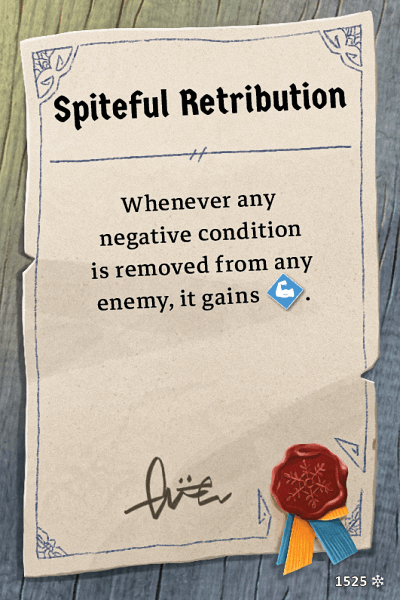 Spiteful Retribution
Whenever any
negative condition
is removed from any
enemy, it gains .
1525